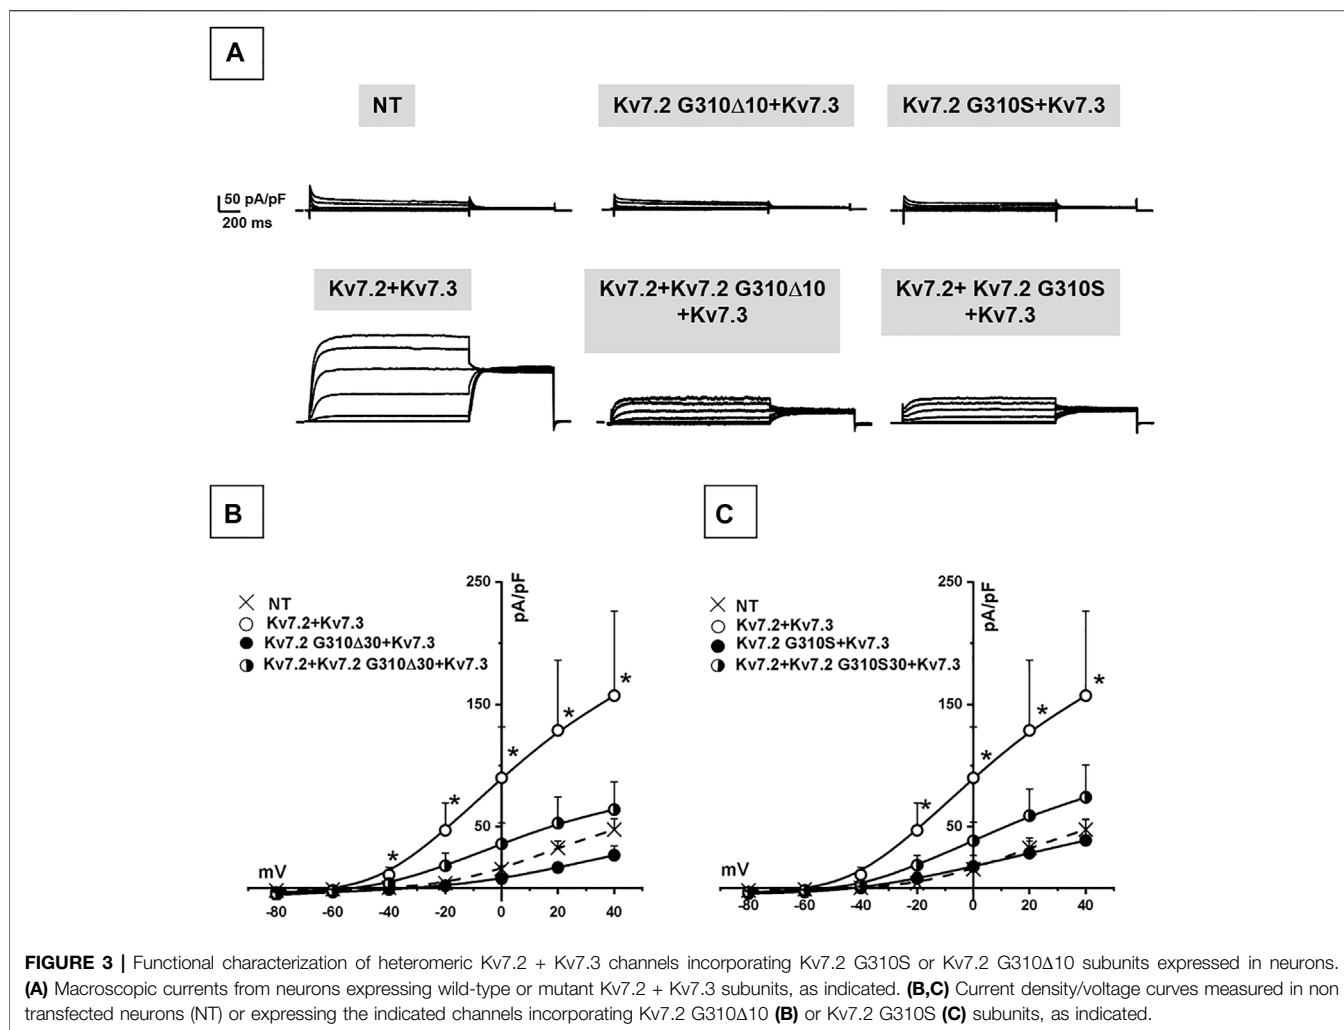 A
NT
Kv7.2 G310Δ10+Kv7.3
Kv7.2 G310S+Kv7.3
50 pA/pF
200 ms
Kv7.2+Kv7.3
Kv7.2+Kv7.2 G310Δ10
+Kv7.3
Kv7.2+ Kv7.2 G310S
+Kv7.3
B
NT
Kv7.2+Kv7.3
Kv7.2 G310Δ30+Kv7.3
Kv7.2+Kv7.2 G310Δ30+Kv7.3
250
pA/pF
150
50
mV
-80 -60 -40 -20 0 20 40
* * * * *
C
NT
Kv7.2+Kv7.3
Kv7.2 G310S+Kv7.3
Kv7.2+Kv7.2 G310S30+Kv7.3
250
pA/pF
150
50
mV
-80 -60 -40 -20 0 20 40
* * * *
FIGURE 3 | Functional characterization of heteromeric Kv7.2 + Kv7.3 channels incorporating Kv7.2 G310S or Kv7.2 G310Δ10 subunits expressed in neurons.
(A) Macroscopic currents from neurons expressing wild-type or mutant Kv7.2 + Kv7.3 subunits, as indicated. (B,C) Current density/voltage curves measured in non
transfected neurons (NT) or expressing the indicated channels incorporating Kv7.2 G310Δ10 (B) or Kv7.2 G310S (C) subunits, as indicated.